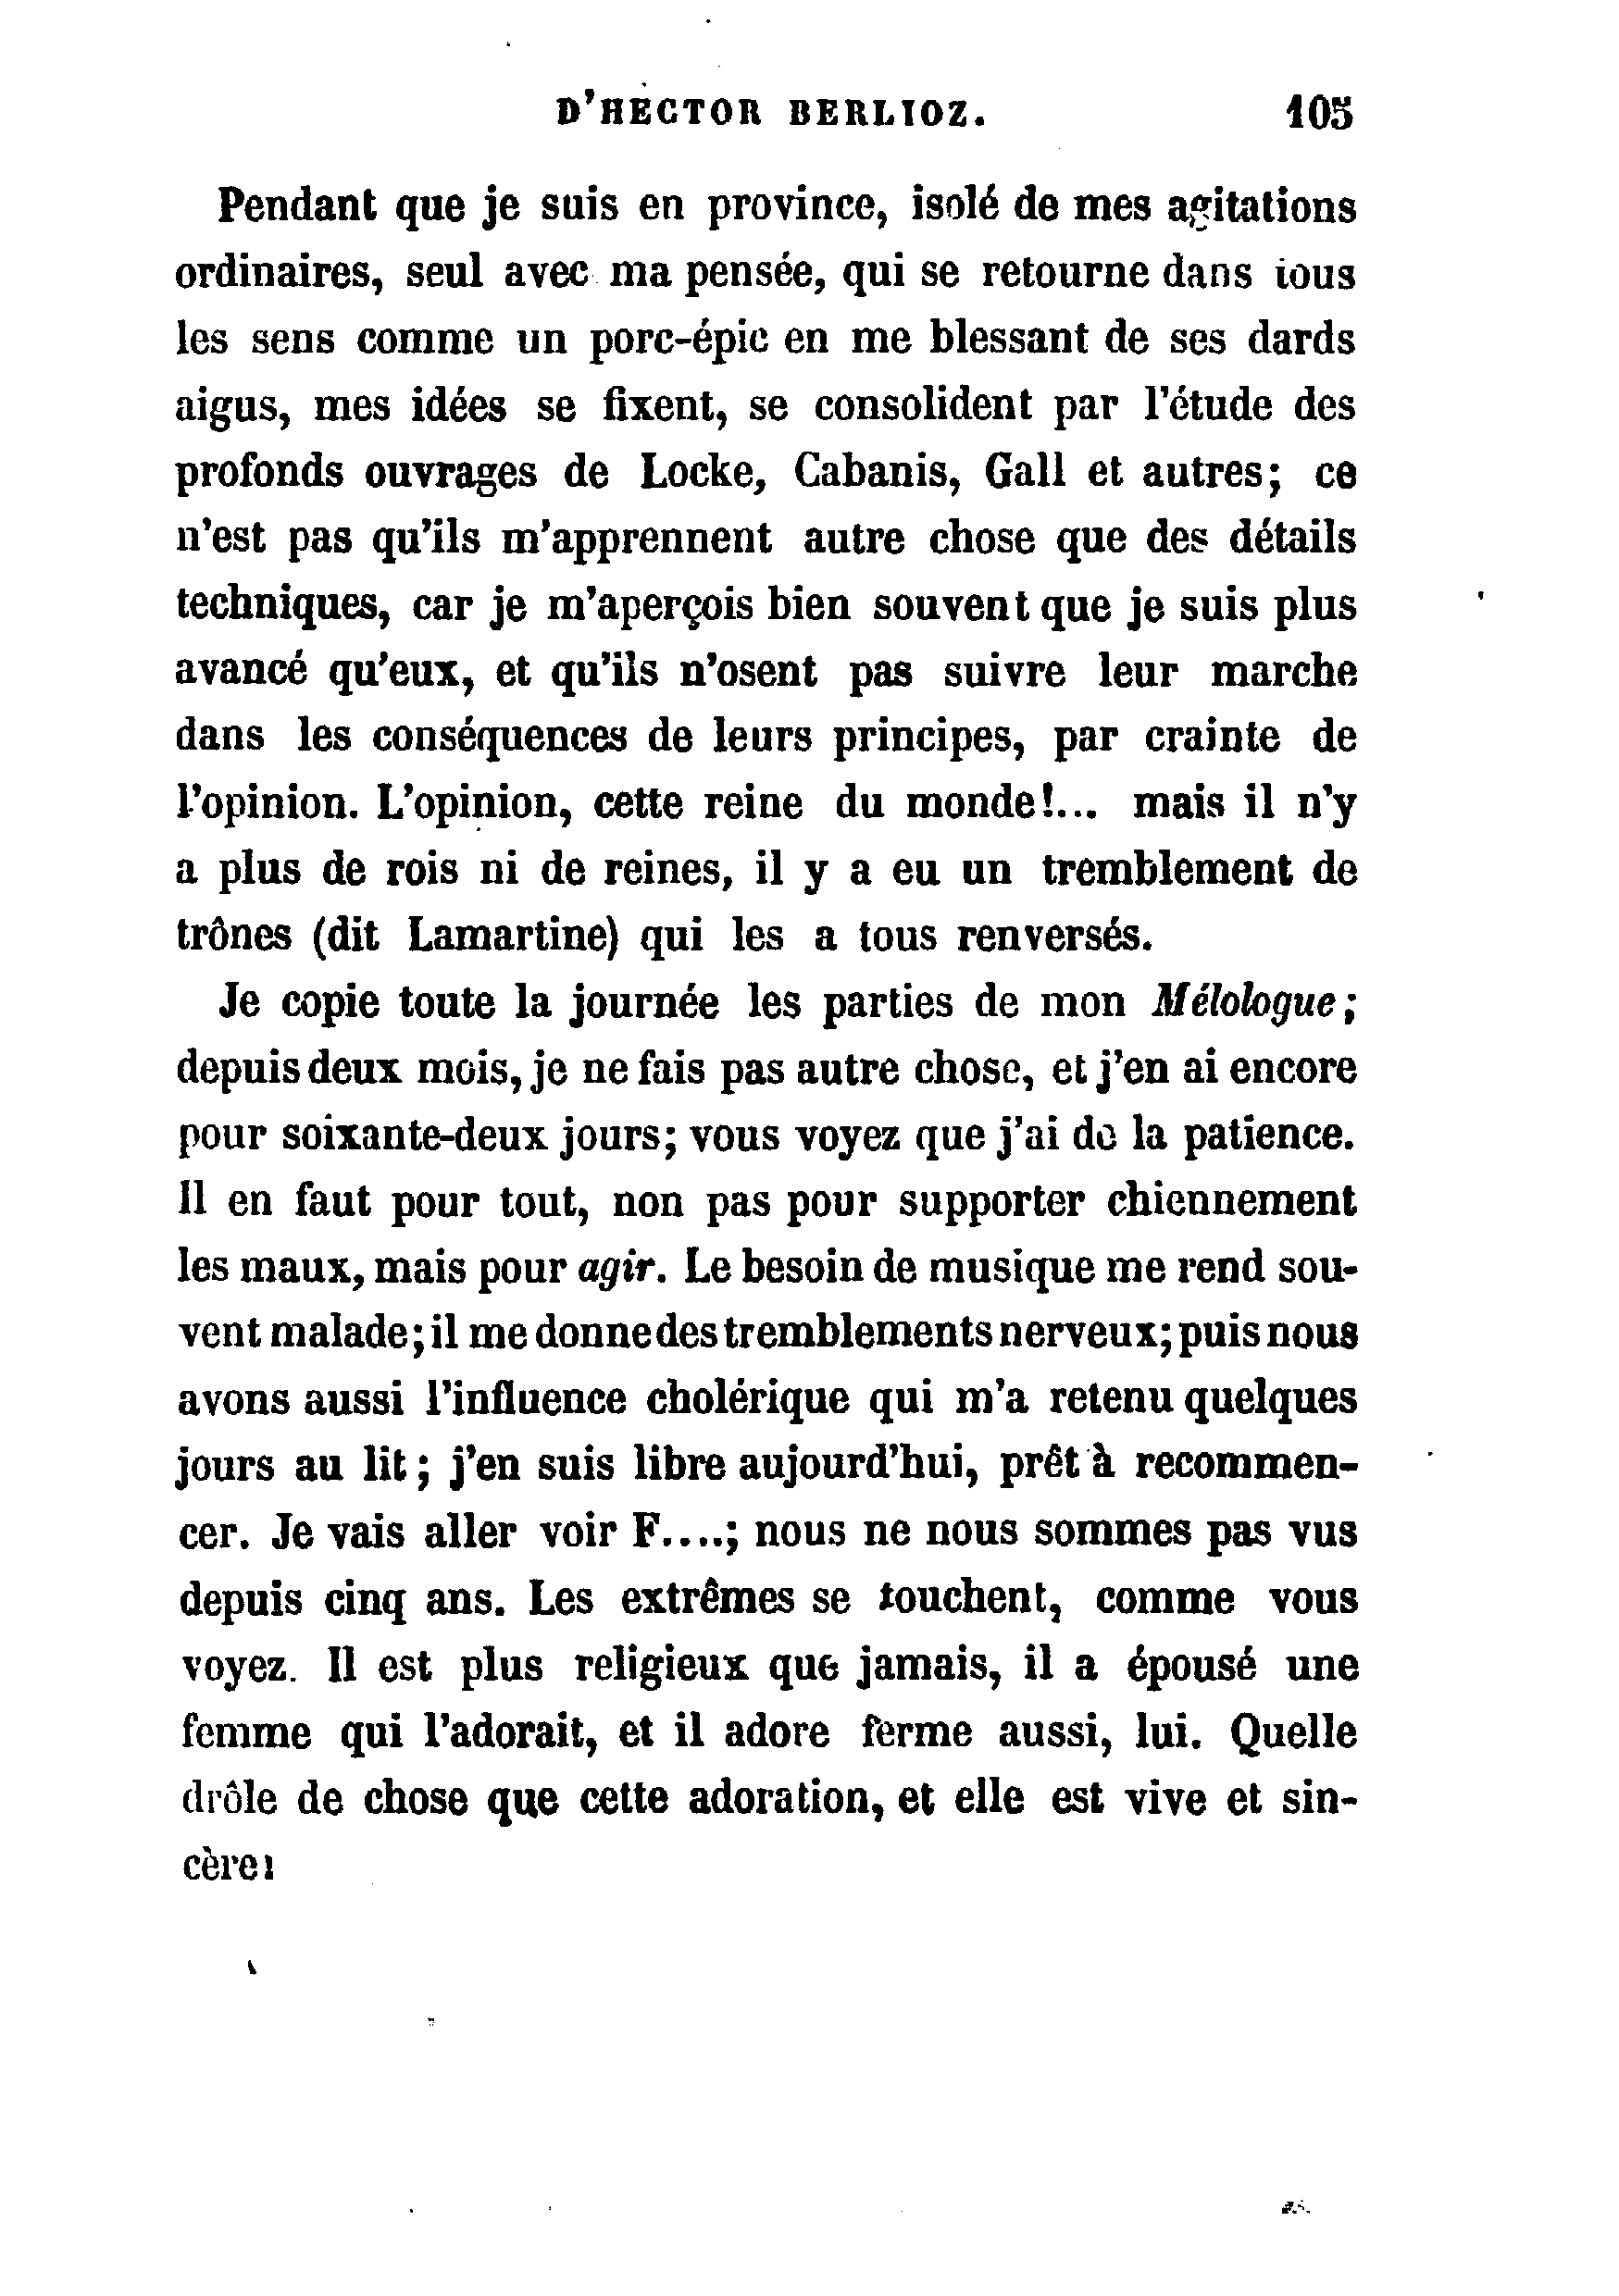 D'HECTOR BERLIOZ. 105
Pendant que je suis en province, isolé de mes agitations
ordinaires, seul avec ma pensée, qui se retourne dans tous
les sens comme un porc-épic en me blessant de ses dards
aigus, mes idées se fixent, se consolident par l'étude des
profonds ouvrages de Locke, Cabanis, Gall et autres; ce
n'est pas qu'ils m'apprennent autre chose que des détails
techniques, car je m'aperçois bien souvent que je suis plus
avancé qu'eux, et qu'ils n'osent pas suivre leur marche
dans les conséquences de leurs principes, par crainte de
l'opinion. L'opinion, cette reine du monde!... mais il n'y
a plus de rois ni de reines, il y a eu un tremblement de
trônes (dit Lamartine) qui les a tous renversés.
Je copie toute la journée les parties de mon Mélologue;
depuis deux mois, je ne fais pas autre chose, et j'en ai encore
pour soixante-deux jours; vous voyez que j'ai de la patience.
Il en faut pour tout, non pas pour supporter chiennement
les maux, mais pour agir. Le besoin de musique me rend sou-
vent malade; il me donne des tremblements nerveux; puis nous
avons aussi l'influence cholérique qui m'a retenu quelques
jours au lit; j'en suis libre aujourd'hui, prêt à recommen-
cer. Je vais aller voir F....; nous ne nous sommes pas vus
depuis cinq ans. Les extrêmes se touchent, comme vous
voyez. Il est plus religieux que jamais, il a épousé une
femme qui l'adorait, et il adore ferme aussi, lui. Quelle
drôle de chose que cette adoration, et elle est vive et sin-
cère!